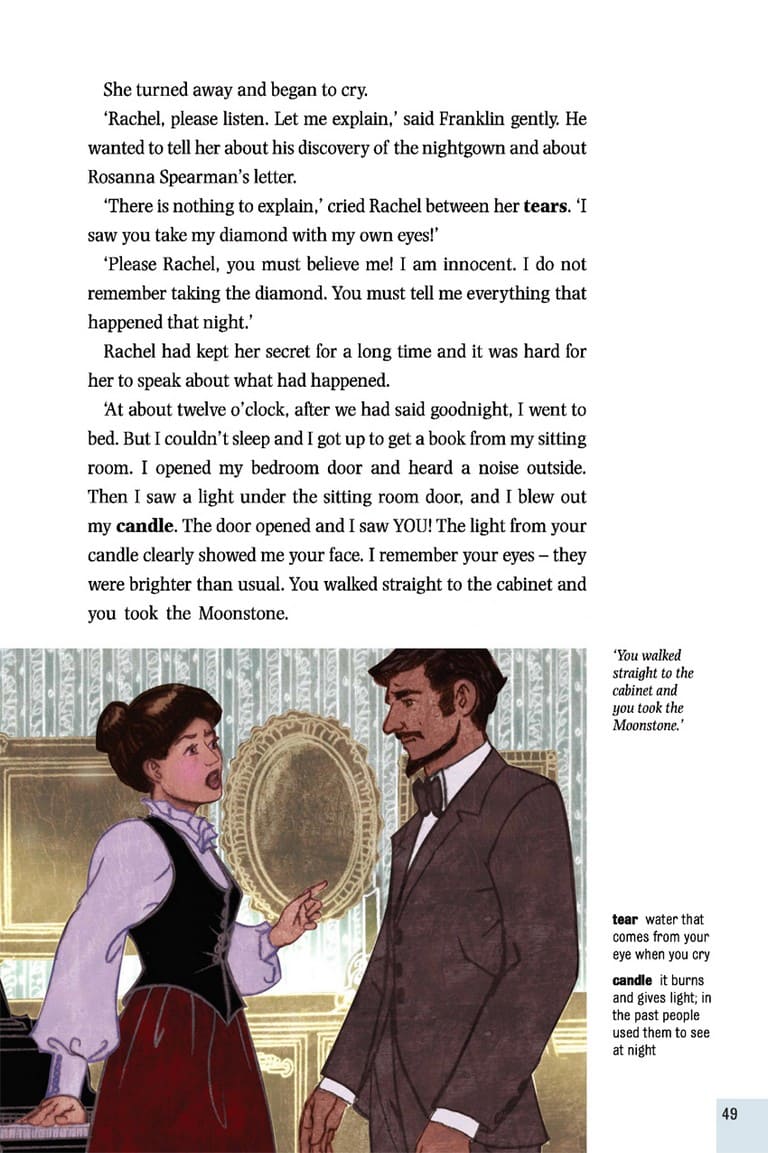 She turned away and began to cry.
‘Rachel, please listen. Let me explain,’ said Franklin gently. He
wanted to tell her about his discovery of the nightgown and about
Rosanna Spearman’s letter.
‘There is nothing to explain,’ cried Rachel between her tears. ‘I
saw you take my diamond with my own eyes!’
‘Please Rachel, you must believe me! I am innocent. I do not
remember taking the diamond. You must tell me everything that
happened that night.’
Rachel had kept her secret for a long time and it was hard for
her to speak about what had happened.
‘At about twelve o’clock, after we had said goodnight, I went to
bed. But I couldn’t sleep and I got up to get a book from my sitting
room. I opened my bedroom door and heard a noise outside.
Then I saw a light under the sitting room door, and I blew out
my candle. The door opened and I saw YOU! The light from your
candle clearly showed me your face. I remember your eyes – they
were brighter than usual. You walked straight to the cabinet and
you took the Moonstone.
‘You walked
straight to the
cabinet and
you took the
Moonstone.’
tear water that
comes from your
eye when you cry
candle it burns
and gives light; in
the past people
used them to see
at night
49